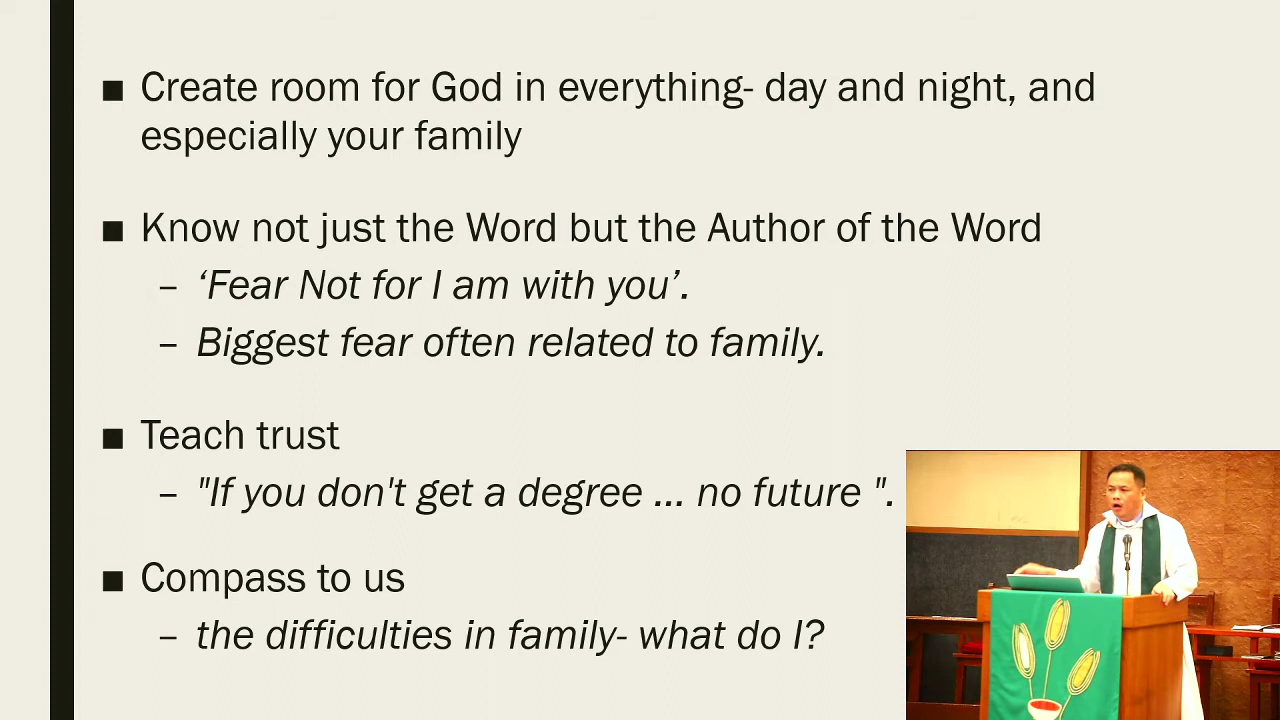 ■ Create room for God in everything- day and night, and
especially your family
■ Know not just the Word but the Author of the Word
– ‘Fear Not for I am with you’.
– Biggest fear often related to family.
■ Teach trust
– "If you don't get a degree ... no future ".
■ Compass to us
– the difficulties in family- what do I?